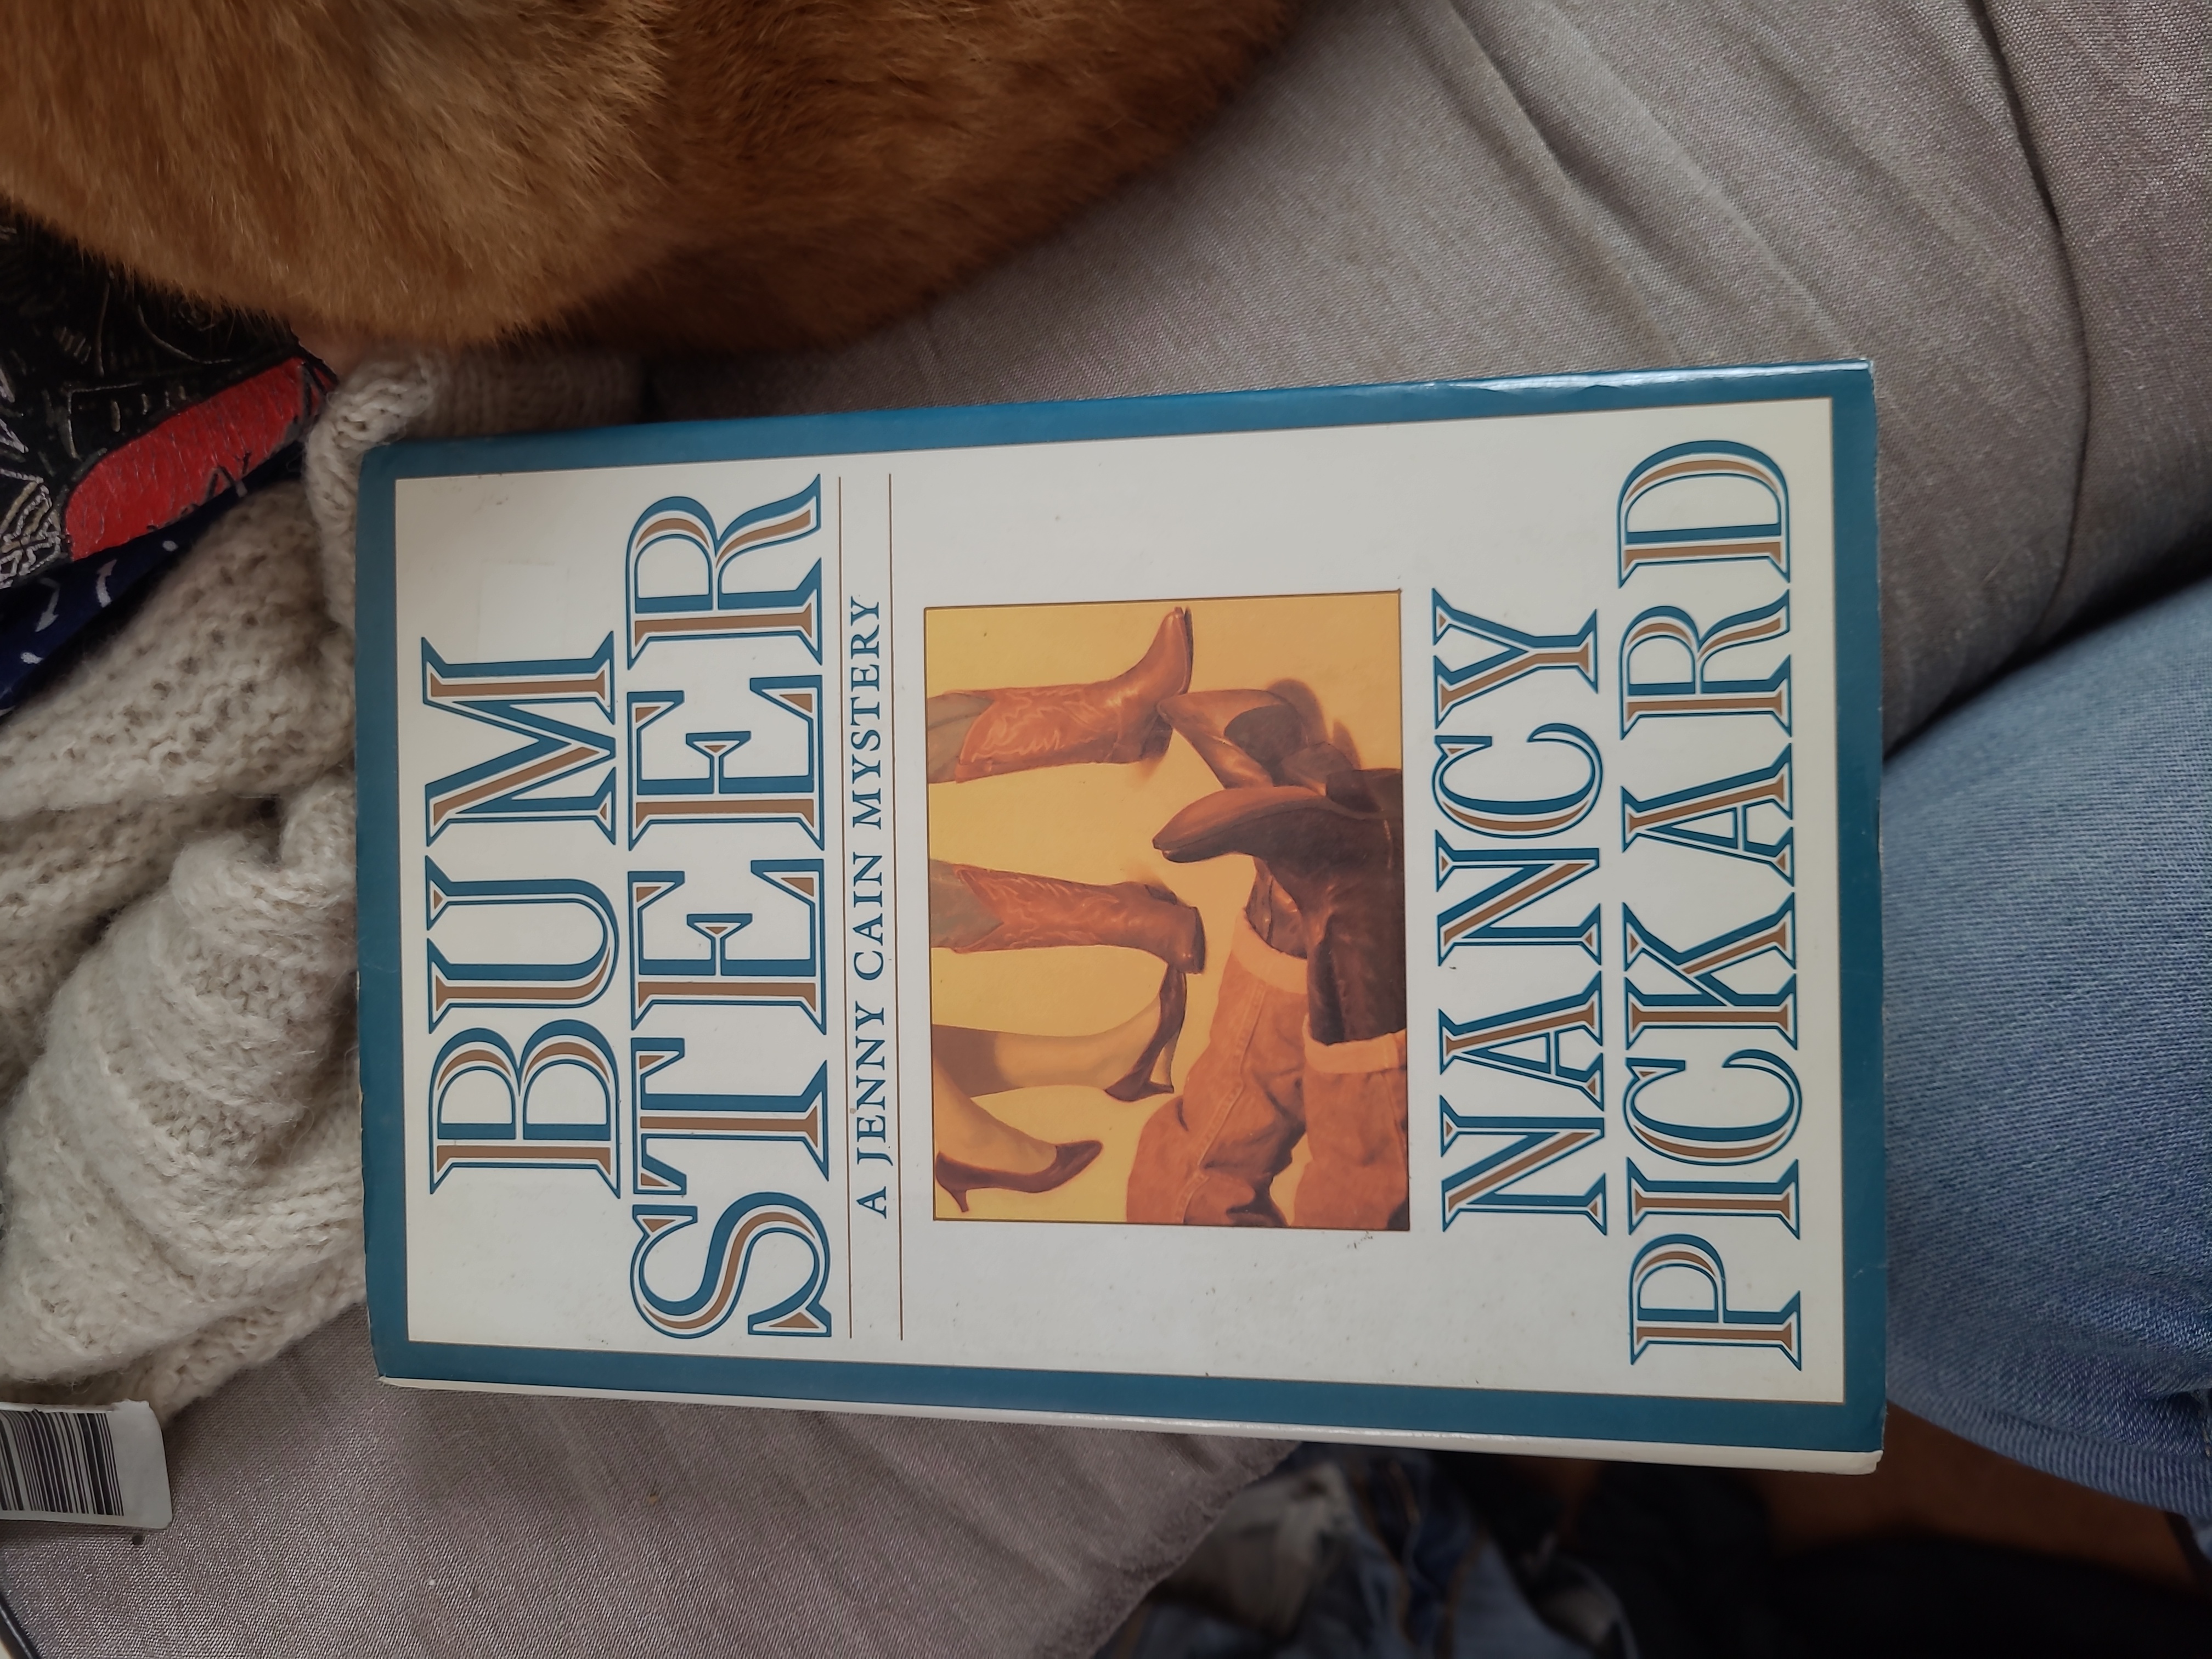 BUM
STEER
A JENNY CAIN MYSTERY
NANCY
PICKARD